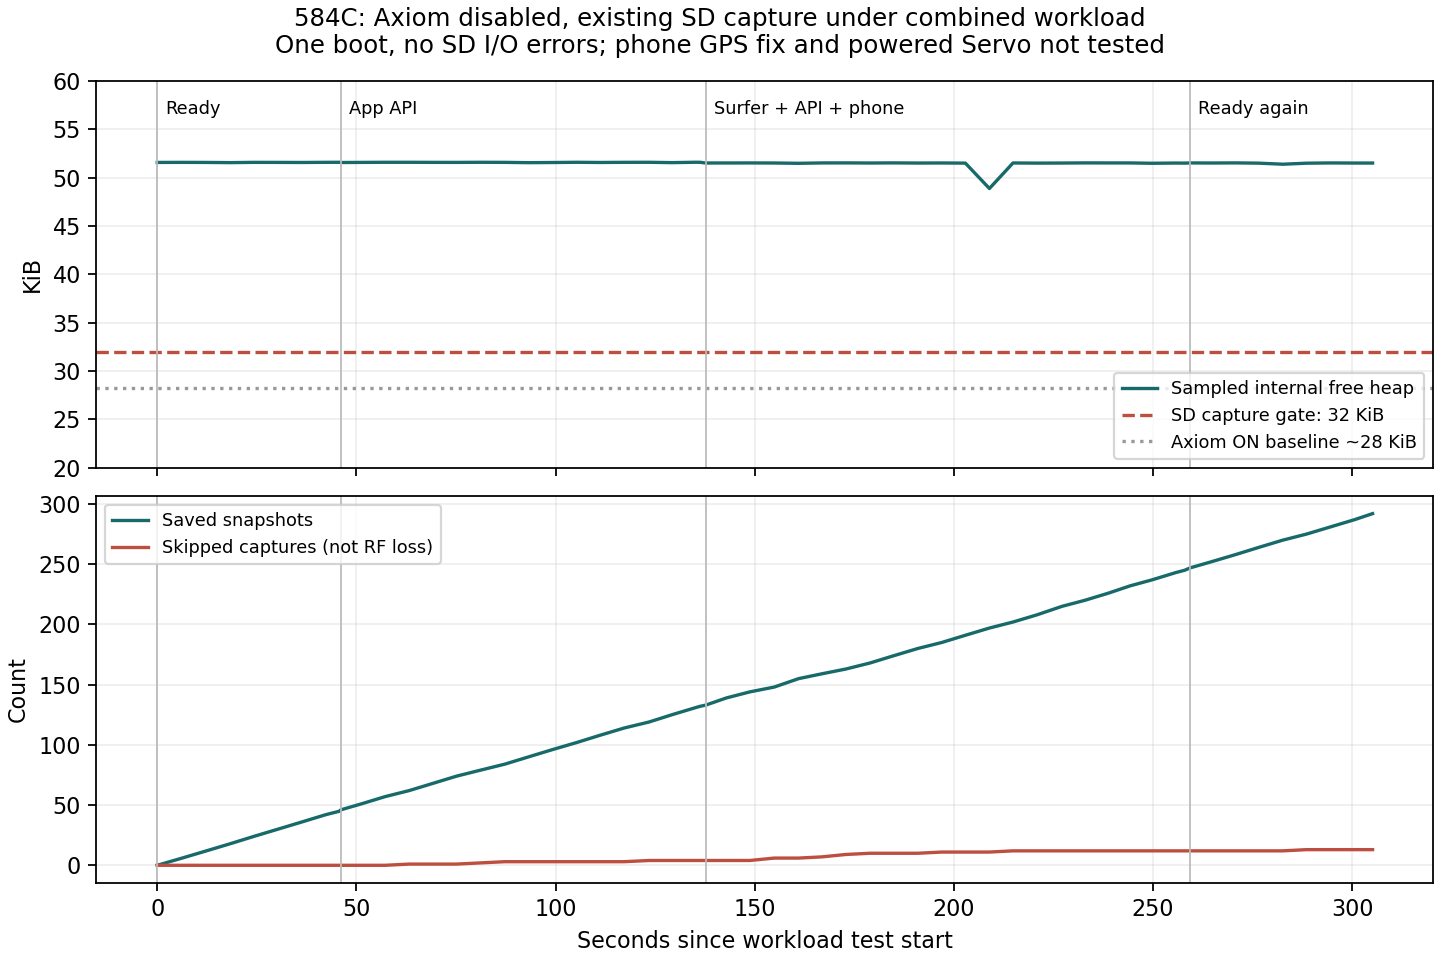 584C: Axiom disabled, existing SD capture under combined workload
One boot, no SD I/O errors; phone GPS fix and powered Servo not tested
60
55
50
45
40
35
30
25
20
KiB
Ready
App API
Surfer + API + phone
Ready again
Sampled internal free heap
SD capture gate: 32 KiB
Axiom ON baseline ~28 KiB
300
250
200
150
100
50
0
Count
Saved snapshots
Skipped captures (not RF loss)
0 50 100 150 200 250 300
Seconds since workload test start